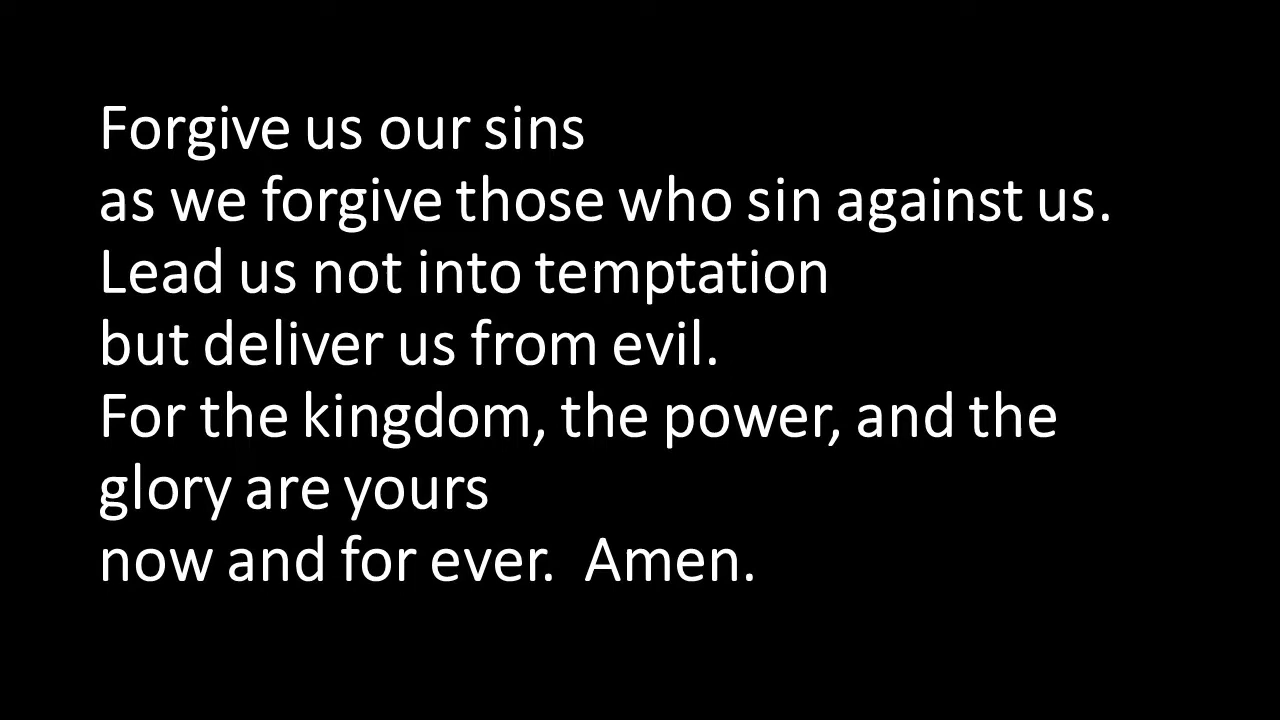 Forgive us our sins
as we forgive those who sin against us.
Lead us not into temptation
but deliver us from evil.
For the kingdom, the power, and the
glory are yours
now and for ever.  Amen.